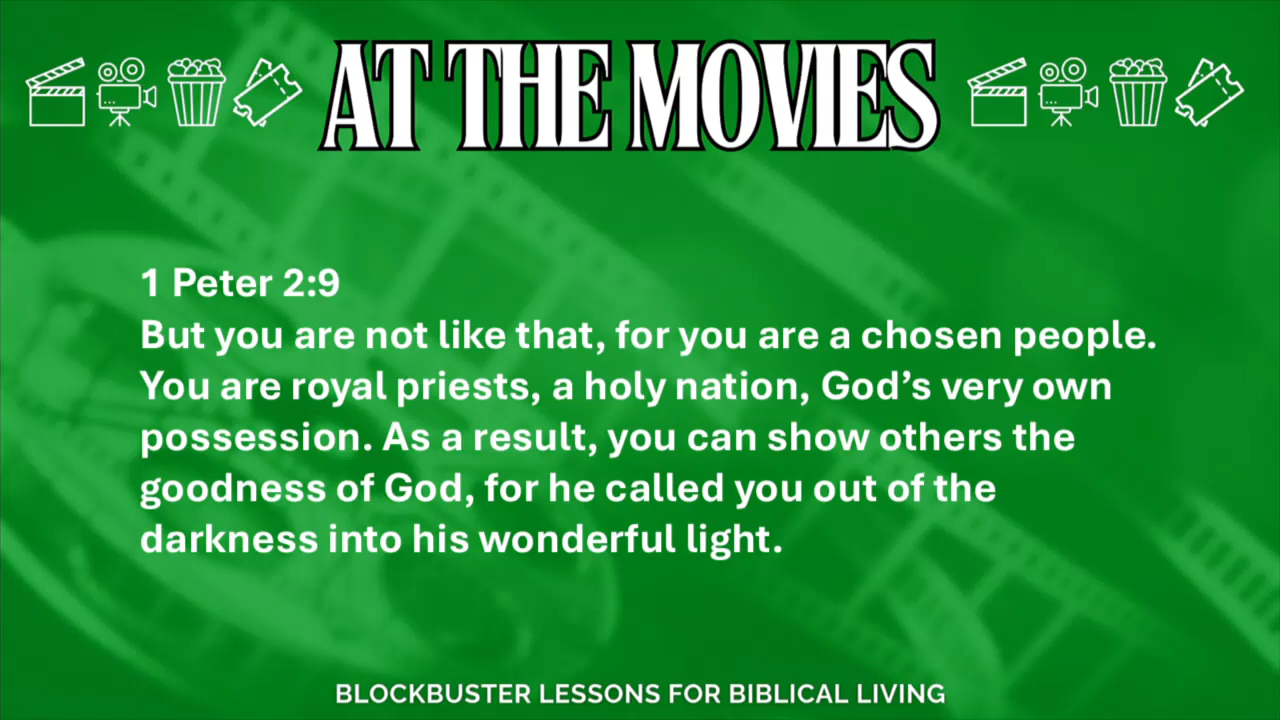 AT THE MOVIES
1 Peter 2:9
But you are not like that, for you are a chosen people.
You are royal priests, a holy nation, God’s very own
possession. As a result, you can show others the
goodness of God, for he called you out of the
darkness into his wonderful light.
BLOCKBUSTER LESSONS FOR BIBLICAL LIVING